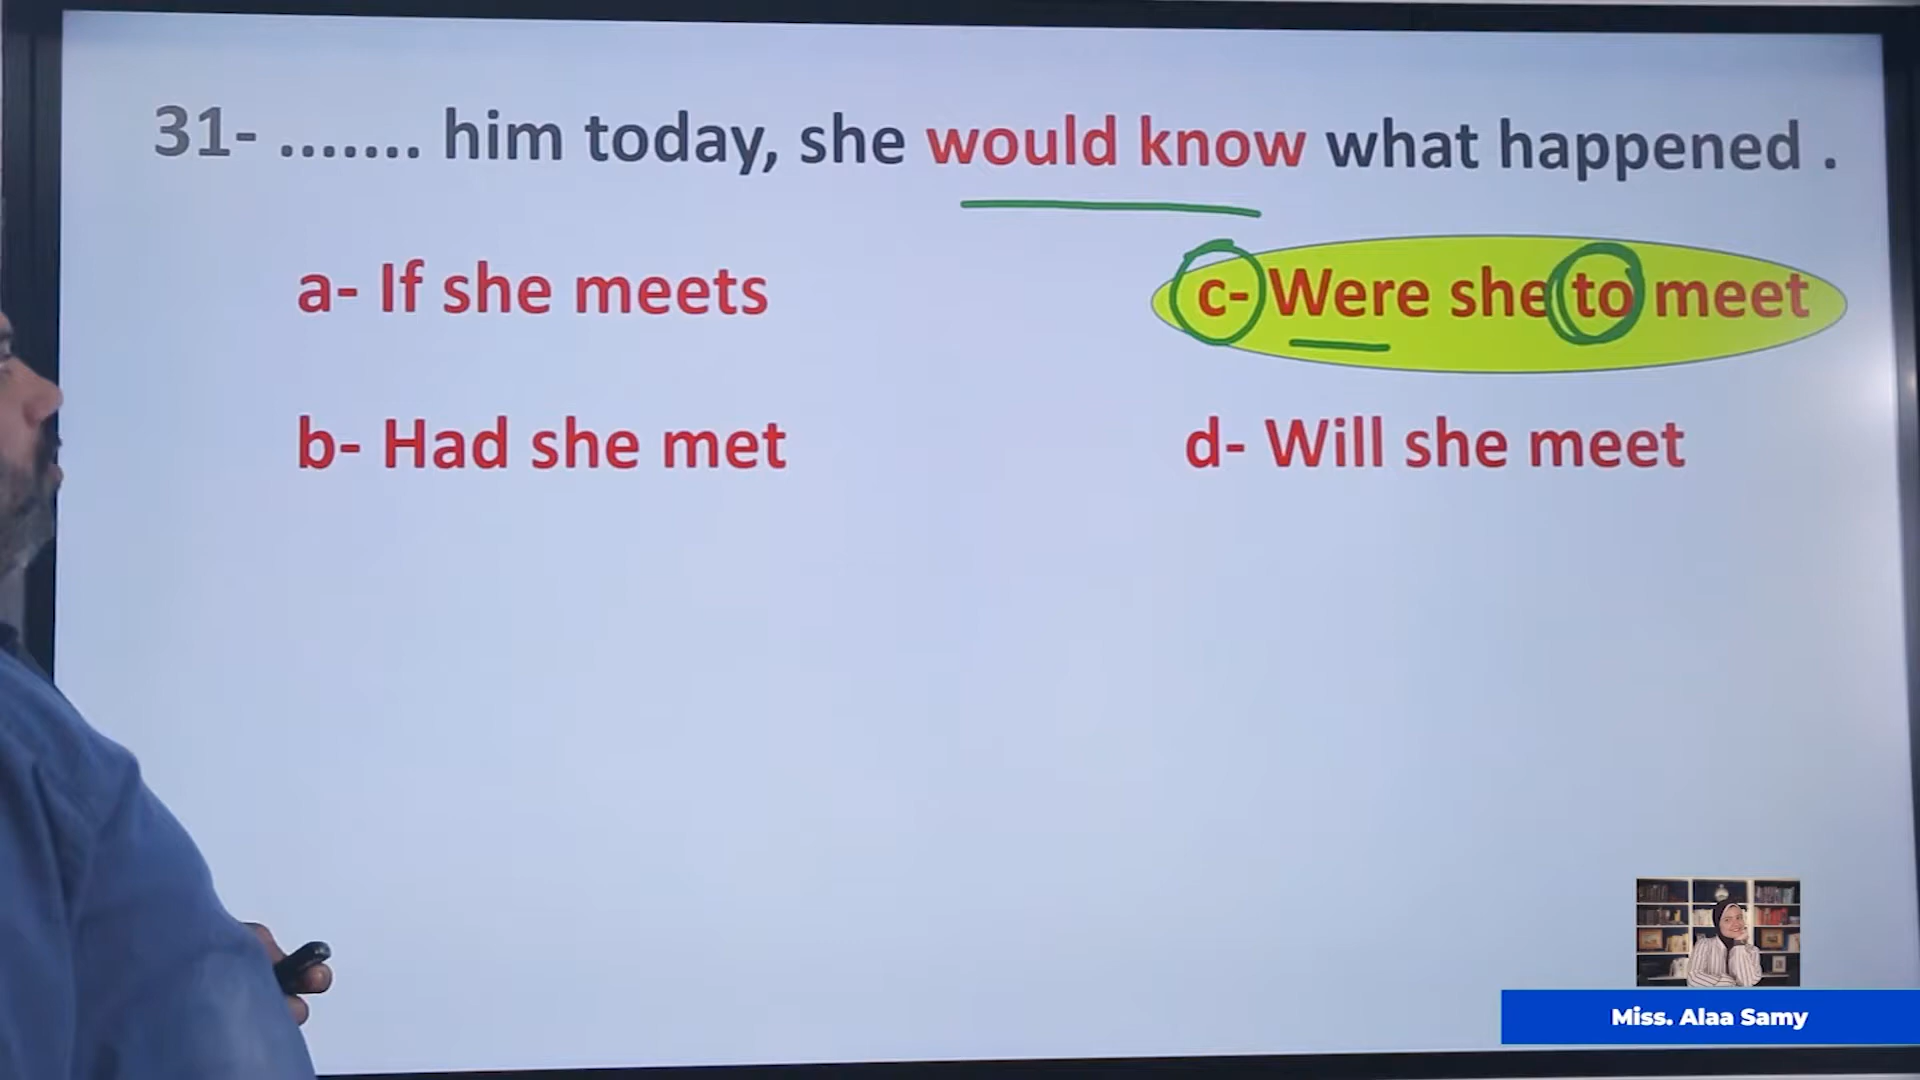 31- ....... him today, she would know what happened .
a- If she meets
c- Were she to meet
b- Had she met
d- Will she meet
Miss. Alaa Samy